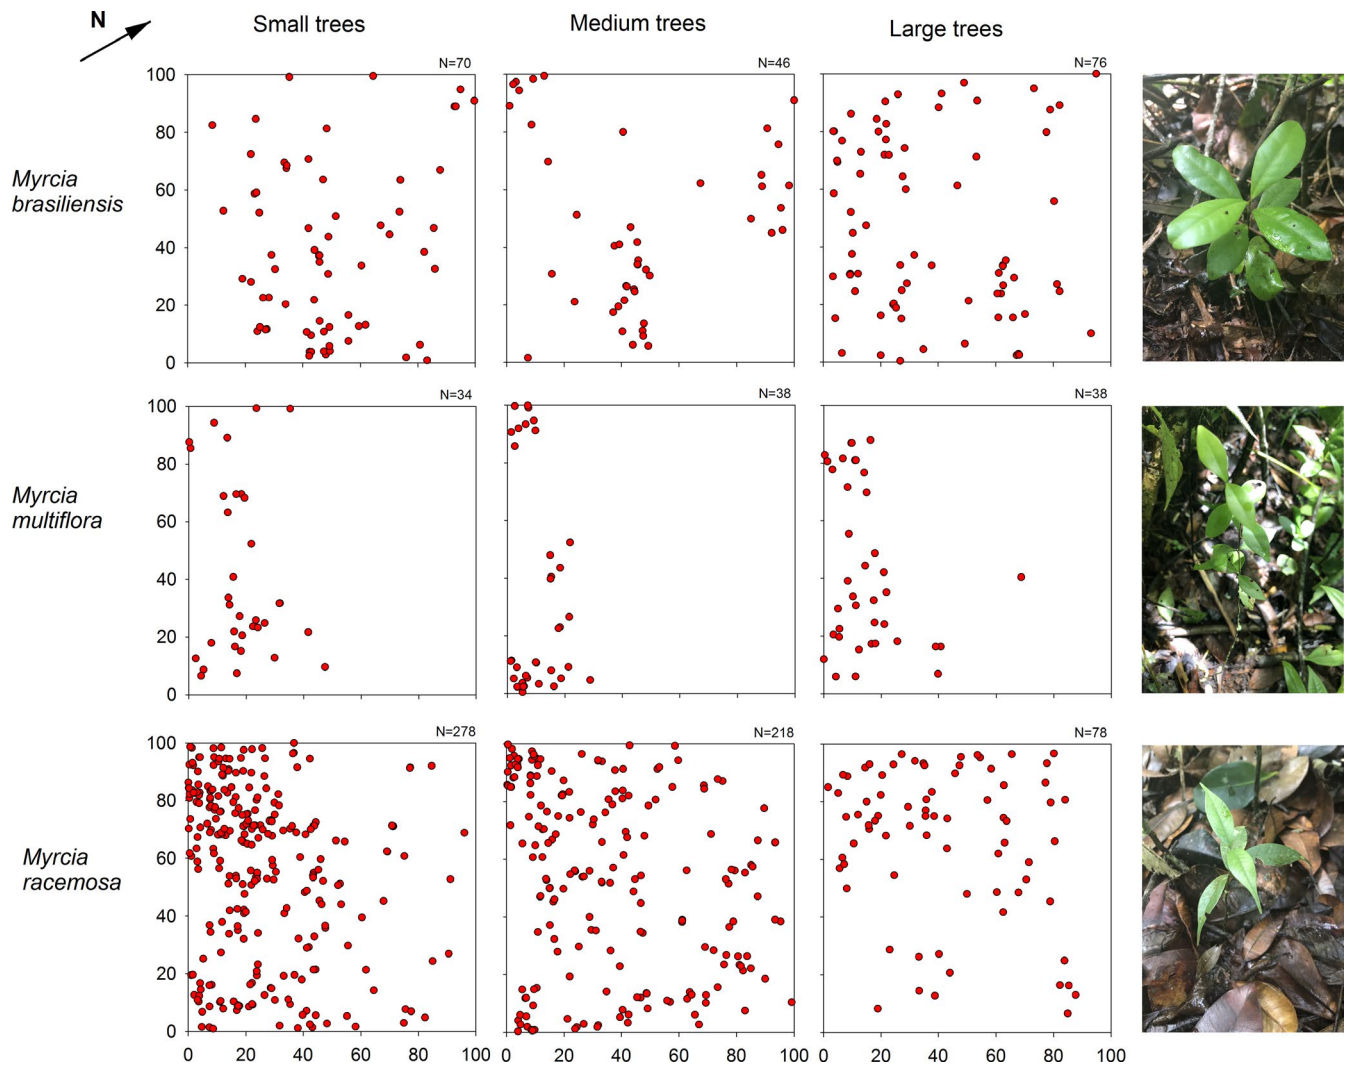 N
Small trees
Medium trees
Large trees
N=70
N=46
N=76
Myrcia
brasiliensis
100
80
60
40
20
0
N=34
N=38
N=38
Myrcia
multiflora
100
80
60
40
20
0
N=278
N=218
N=78
Myrcia
racemosa
100
80
60
40
20
0
0 20 40 60 80 100
0 20 40 60 80 100
0 20 40 60 80 100